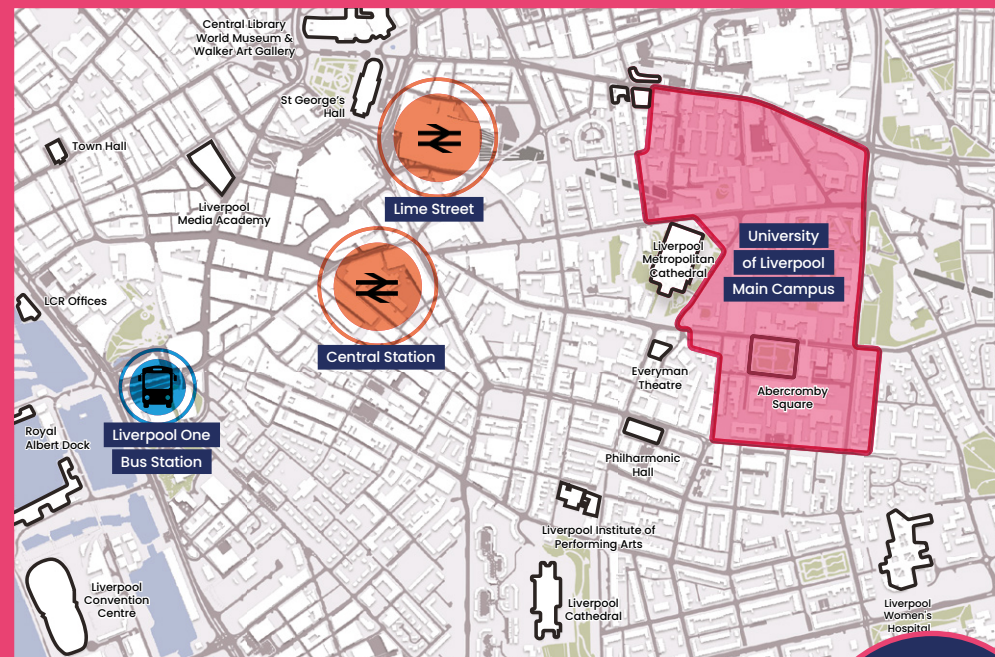 Central Library
World Museum &
Walker Art Gallery
St George's
Hall
Town Hall
Liverpool
Media Academy
Lime Street
University
of Liverpool
Main Campus
Liverpool
Metropolitan
Cathedral
LCR Offices
Central Station
Everyman
Theatre
Abercromby
Square
Royal
Albert Dock
Liverpool One
Bus Station
Philharmonic
Hall
Liverpool Institute of
Performing Arts
Liverpool
Convention
Centre
Liverpool
Cathedral
Liverpool
Women's
Hospital